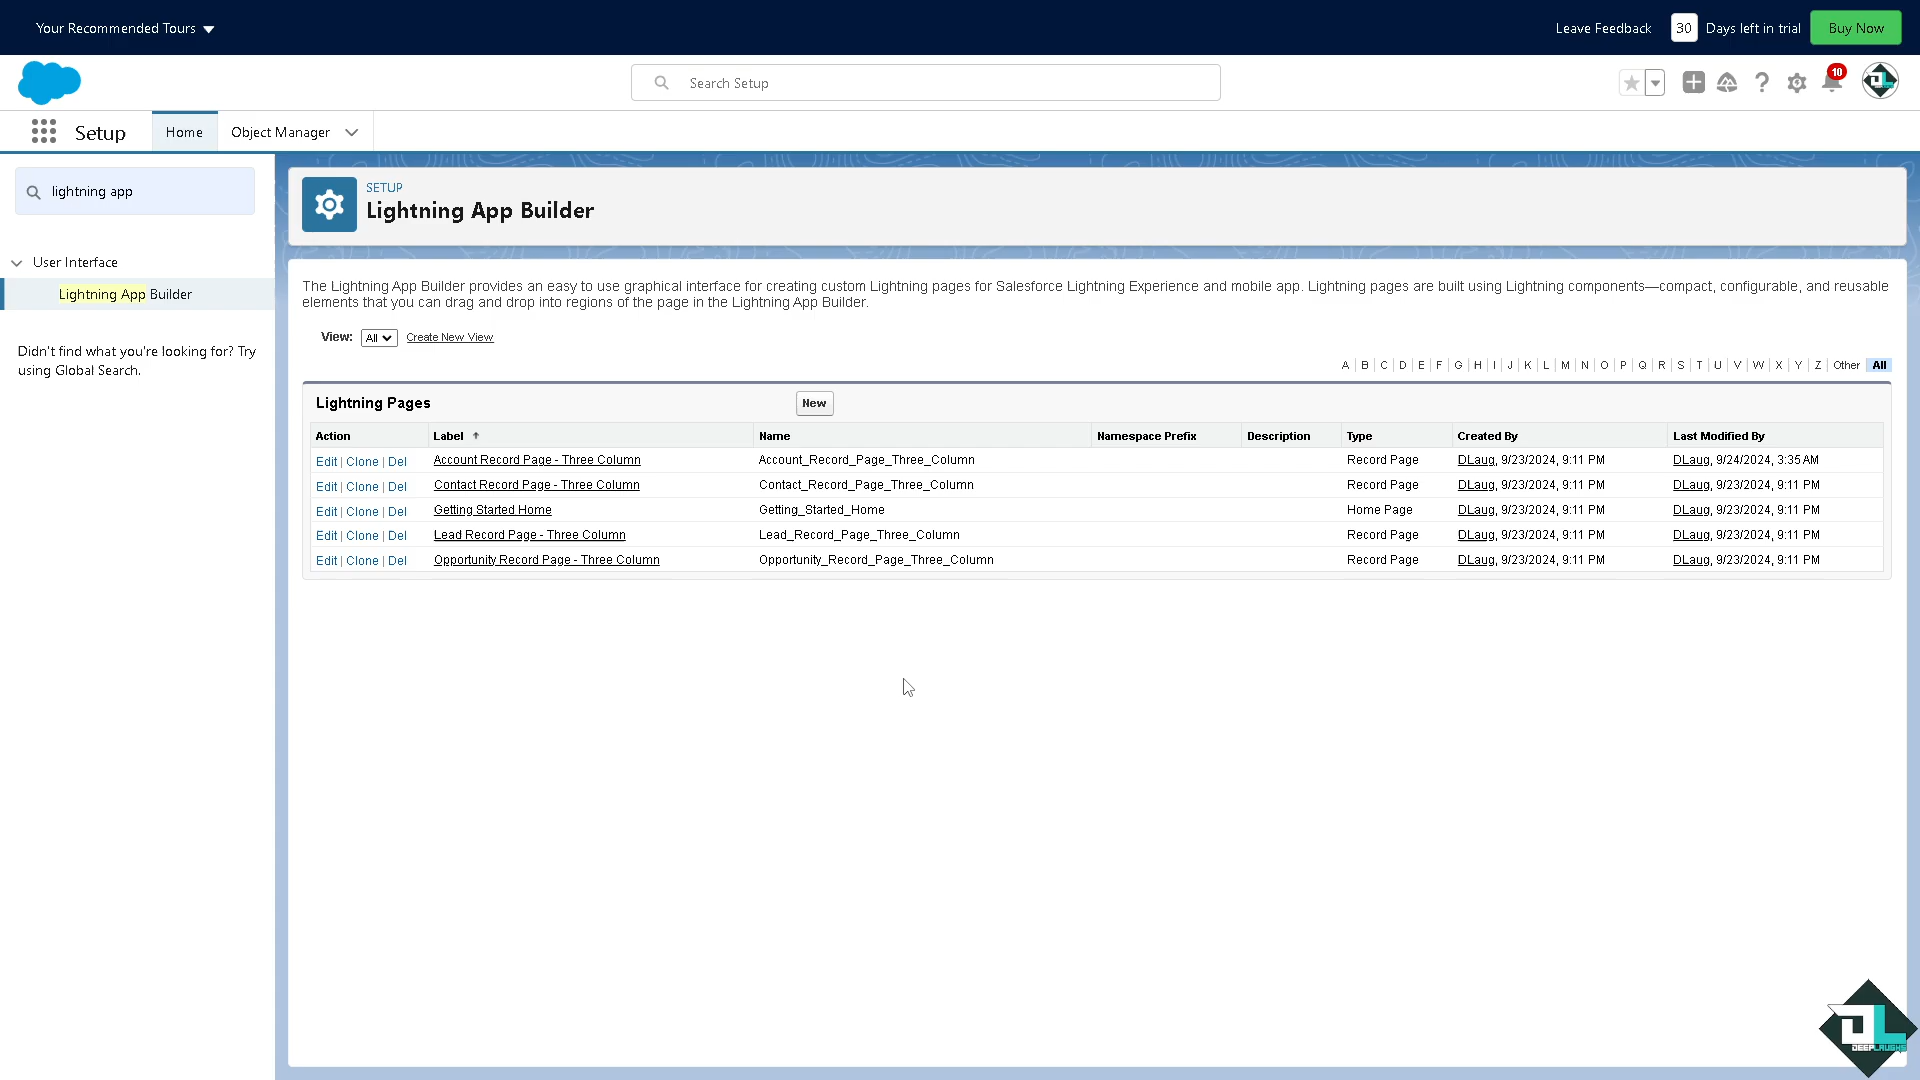 Your Recommended Tours
Leave Feedback 30 Days left in trial Buy Now
Search Setup
10
Setup Home Object Manager
lightning app
User Interface
Lightning App Builder
Didn't find what you're looking for? Try
using Global Search.
SETUP
Lightning App Builder
The Lightning App Builder provides an easy to use graphical interface for creating custom Lightning pages for Salesforce Lightning Experience and mobile app. Lightning pages are built using Lightning components—compact, configurable, and reusable
elements that you can drag and drop into regions of the page in the Lightning App Builder.
View: All Create New View
A B C D E F G H I J K L M N O P Q R S T U V W X Y Z Other All
Lightning Pages New
Action Label Name Namespace Prefix Description Type Created By Last Modified By
Edit | Clone | Del Account Record Page - Three Column Account_Record_Page_Three_Column Record Page DLaug, 9/23/2024, 9:11 PM DLaug, 9/24/2024, 3:35 AM
Edit | Clone | Del Contact Record Page - Three Column Contact_Record_Page_Three_Column Record Page DLaug, 9/23/2024, 9:11 PM DLaug, 9/23/2024, 9:11 PM
Edit | Clone | Del Getting Started Home Getting_Started_Home Home Page DLaug, 9/23/2024, 9:11 PM DLaug, 9/23/2024, 9:11 PM
Edit | Clone | Del Lead Record Page - Three Column Lead_Record_Page_Three_Column Record Page DLaug, 9/23/2024, 9:11 PM DLaug, 9/23/2024, 9:11 PM
Edit | Clone | Del Opportunity Record Page - Three Column Opportunity_Record_Page_Three_Column Record Page DLaug, 9/23/2024, 9:11 PM DLaug, 9/23/2024, 9:11 PM
DL
DEEPLAUGHS